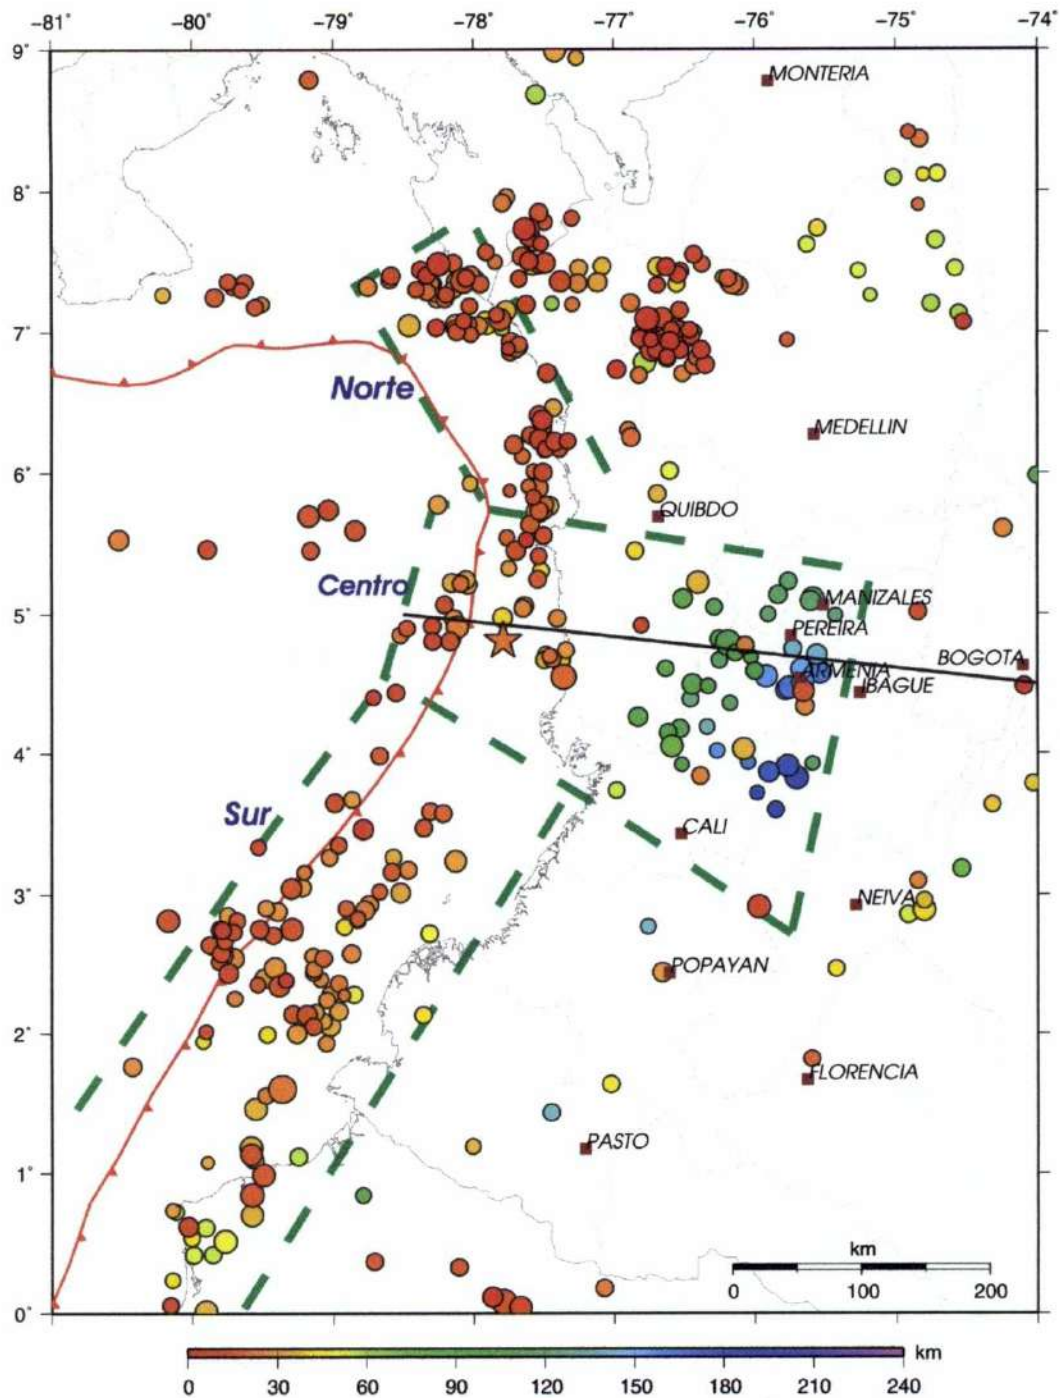 −81° −80° −79° −78° −77° −76° −75° −74°
9°
MONTERIA
8°
7°
Norte
MEDELLIN
6°
QUIBDO
Centro
MANIZALES
5°
PEREIRA
BOGOTA
ARMENIA
IBAGUE
4°
Sur
CALI
3°
NEIVA
POPAYAN
2°
FLORENCIA
PASTO
1°
km
0 100 200
0°
km
0 30 60 90 120 150 180 210 240